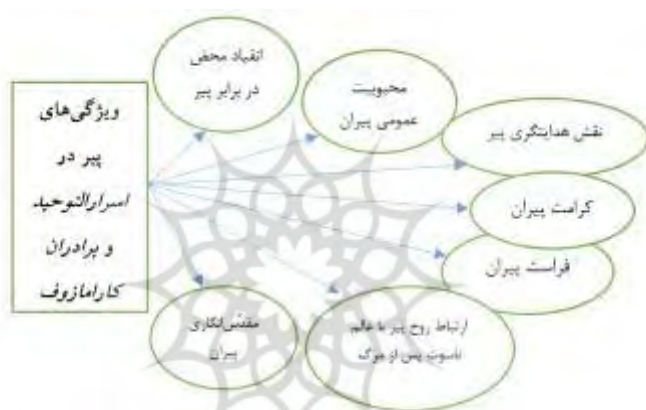 ویژگی‌های
پیر در
اسرارالتوحید
و برادران
کارامازوف
انقیاد محض
در برابر پیر
محبوبیت
عمومی پیران
نقش هدایتگری پیر
کرامت پیران
فراست پیران
ارتباط روح پیر با عالم
ناسوت پس از مرگ
مقدّس‌انگاری
پیران